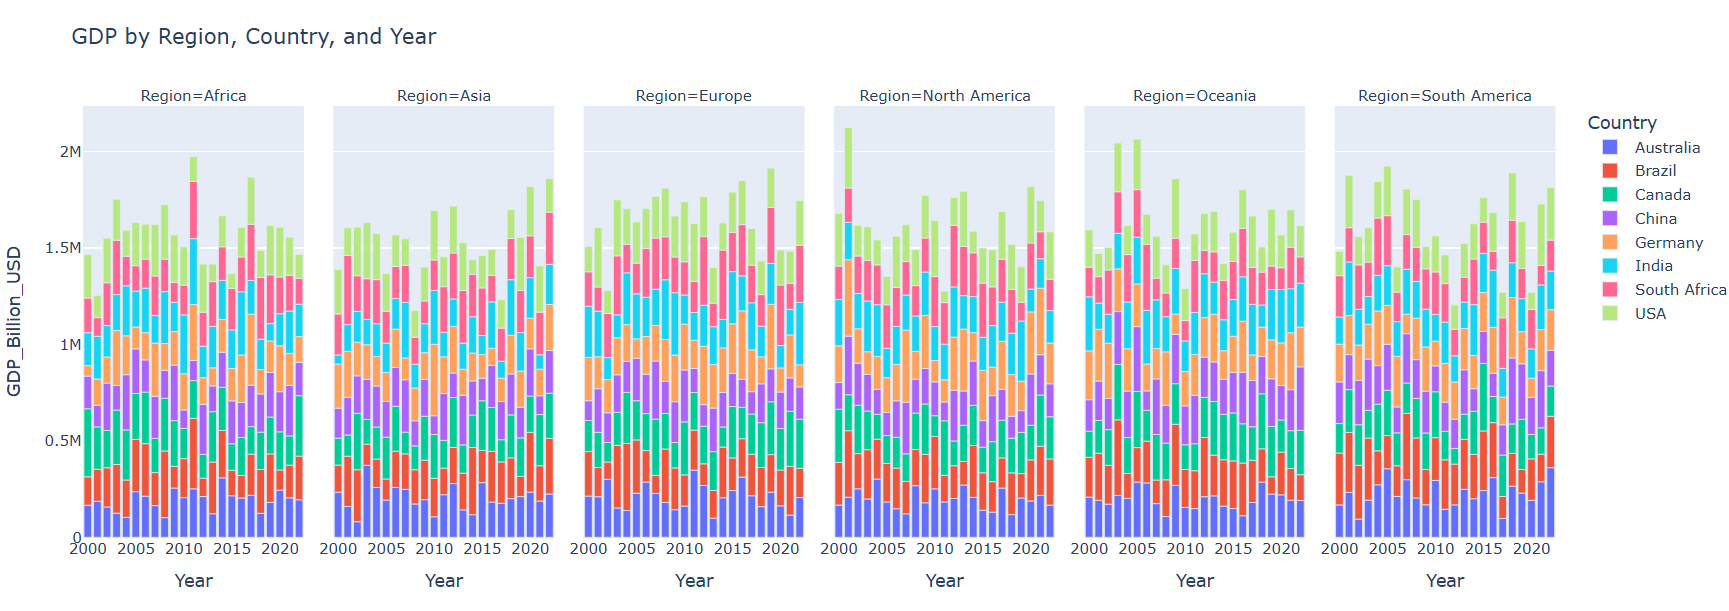 GDP by Region, Country, and Year
Region=Africa
Region=Asia
Region=Europe
Region=North America
Region=Oceania
Region=South America
GDP_Billion_USD
2M
1.5M
1M
0.5M
0
2000 2005 2010 2015 2020
2000 2005 2010 2015 2020
2000 2005 2010 2015 2020
2000 2005 2010 2015 2020
2000 2005 2010 2015 2020
2000 2005 2010 2015 2020
Year
Year
Year
Year
Year
Year
Country
Australia
Brazil
Canada
China
Germany
India
South Africa
USA